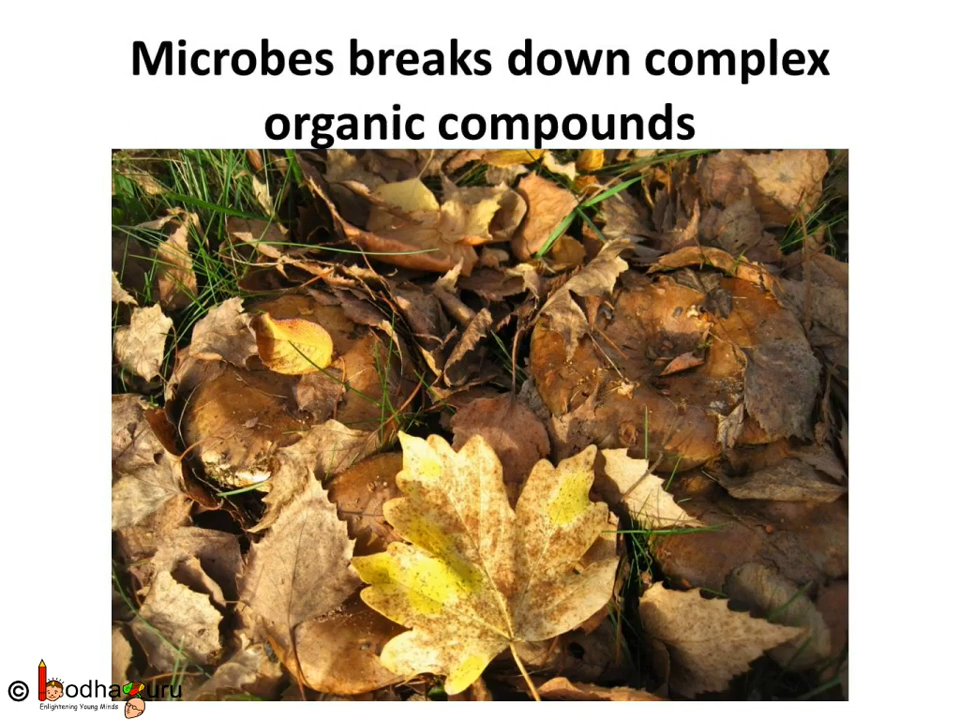 Microbes breaks down complex
organic compounds
© bodhaguru
Enlightening Young Minds